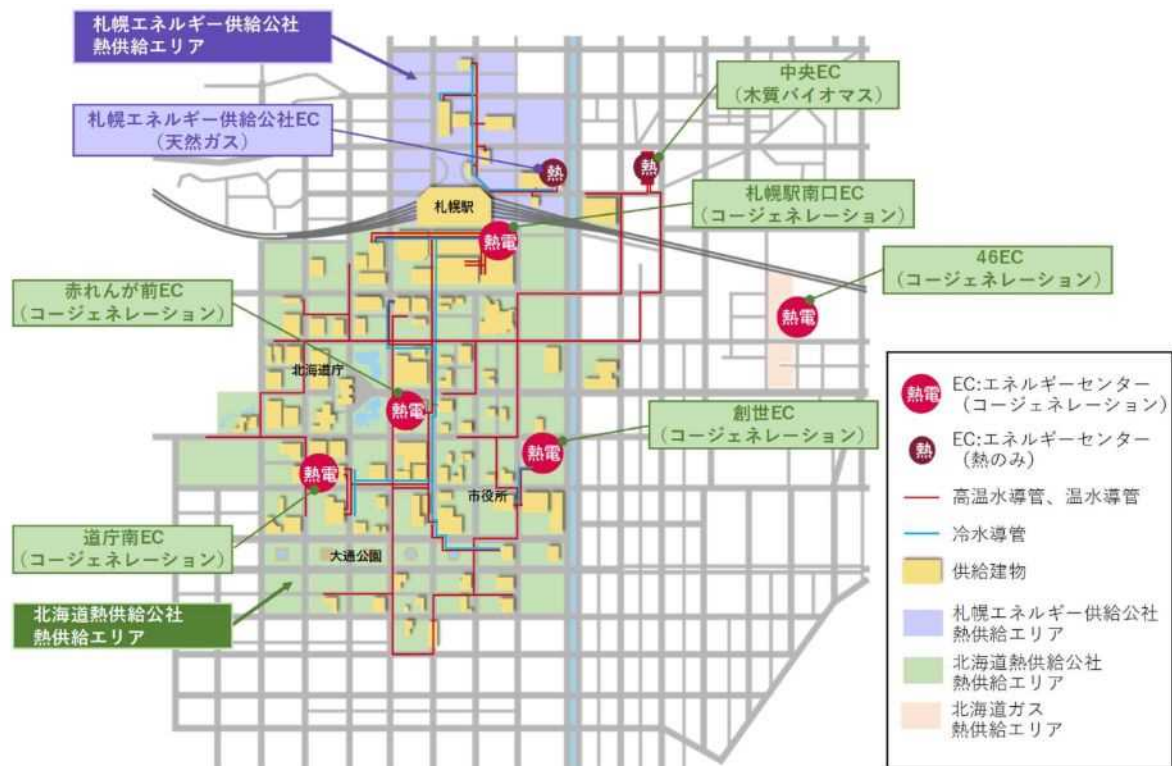 札幌エネルギー供給公社
熱供給エリア
札幌エネルギー供給公社EC
（天然ガス）
中央EC
（木質バイオマス）
熱
熱
札幌駅
札幌駅南口EC
（コージェネレーション）
熱電
46EC
（コージェネレーション）
熱電
赤れんが前EC
（コージェネレーション）
北海道庁
熱電
創世EC
（コージェネレーション）
熱電
熱電
市役所
道庁南EC
（コージェネレーション）
大通公園
北海道熱供給公社
熱供給エリア
熱電
EC:エネルギーセンター
（コージェネレーション）
熱
EC:エネルギーセンター
（熱のみ）
高温水導管、温水導管
冷水導管
供給建物
札幌エネルギー供給公社
熱供給エリア
北海道熱供給公社
熱供給エリア
北海道ガス
熱供給エリア